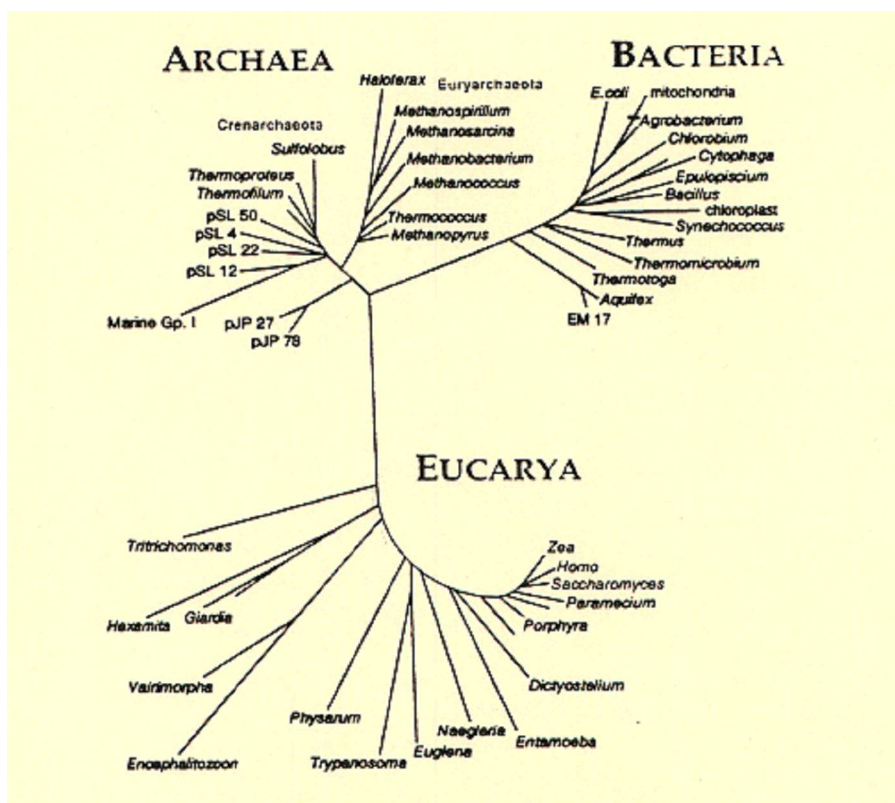 ARCHAEA
BACTERIA
Haloferax
Euryarchaeota
E.coli
mitochondria
Methanospirillum
Agrobacterium
Crenarchaeota
Methanosarcina
Chlorobium
Sulfolobus
Methanobacterium
Cytophaga
Thermoproteus
Methanococcus
Epulopiscium
Thermofilum
Bacillus
pSL 50
Thermococcus
chloroplast
pSL 4
Methanopyrus
Synechococcus
pSL 22
Thermus
pSL 12
Thermomicrobium
Thermotoga
Aquifex
Marine Gp. I
pJP 27
EM 17
pJP 78
EUCARYA
Tritrichomonas
Zea
Homo
Saccharomyces
Paramecium
Hexamita
Giardia
Porphyra
Vairimorpha
Dictyostelium
Physarum
Naegleria
Entamoeba
Euglena
Encephalitozoon
Trypanosoma